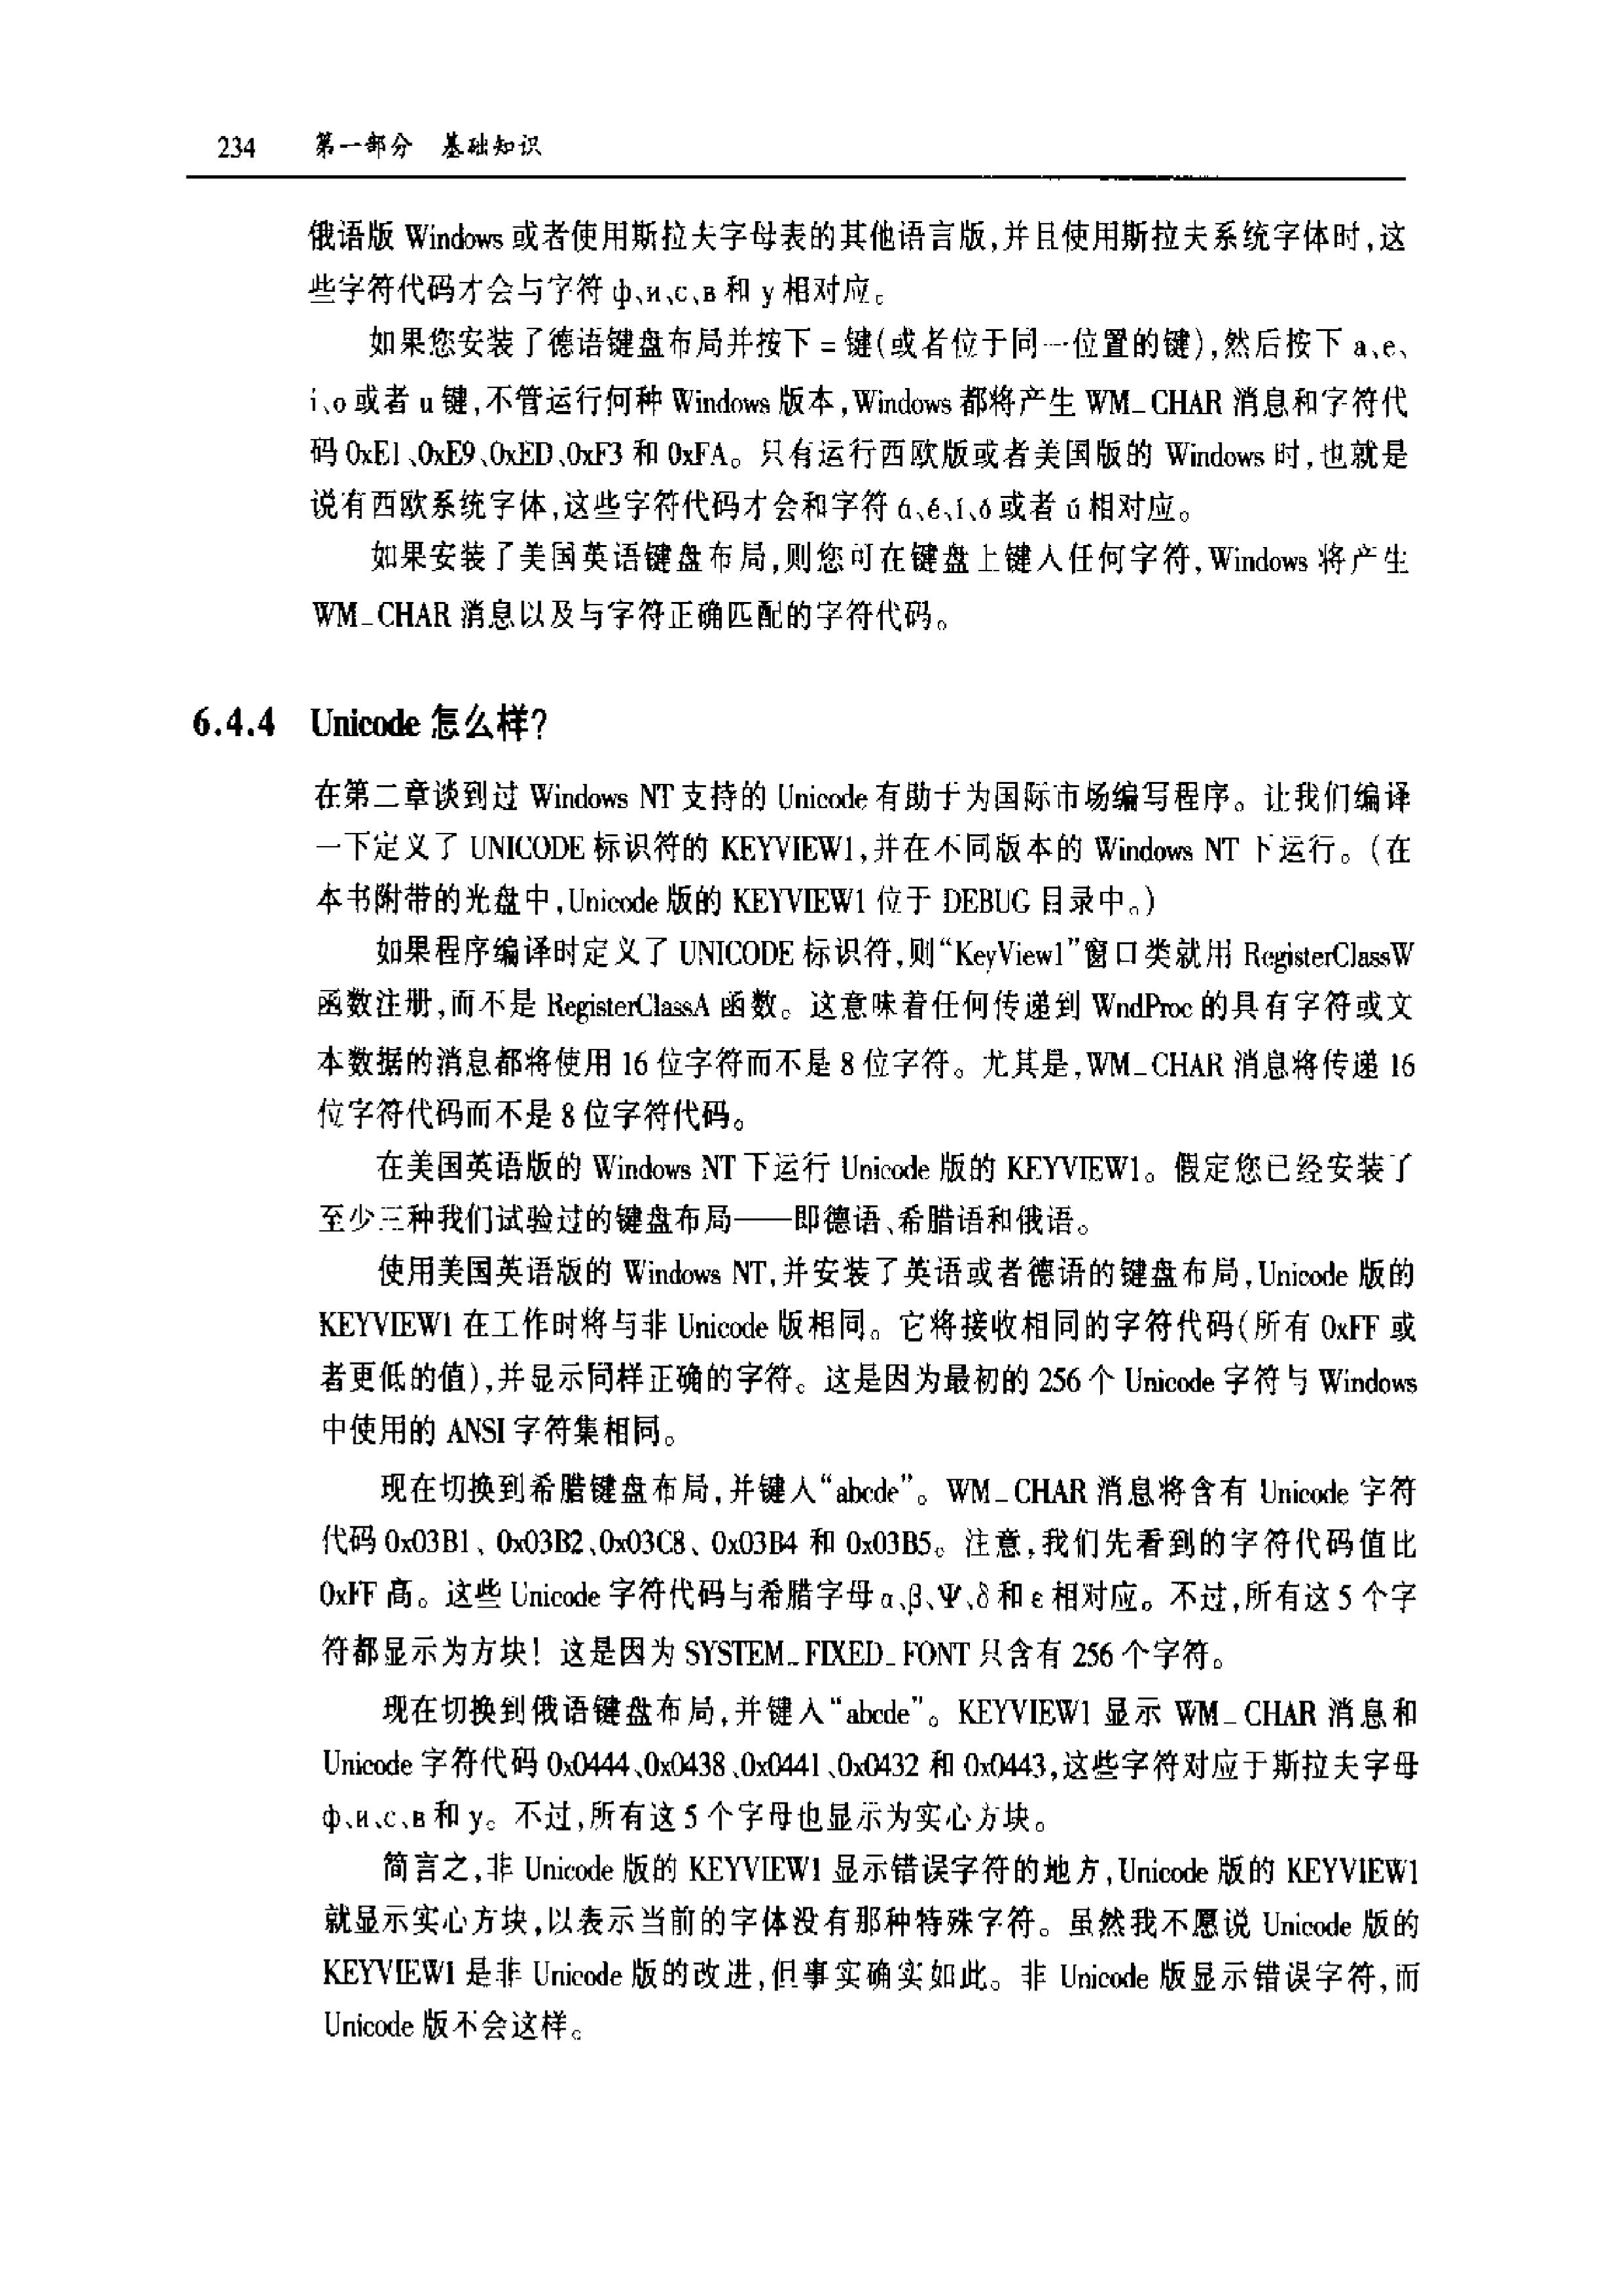 234 第一部分 基础知识
俄语版 Windows 或者使用斯拉夫字母表的其他语言版,并且使用斯拉夫系统字体时,这
些字符代码才会与字符 ф、и、с、в 和 у 相对应。
如果您安装了德语键盘布局并按下 = 键(或者位于同一位置的键),然后按下 a、e、
i、o 或者 u 键,不管运行何种 Windows 版本,Windows 都将产生 WM_CHAR 消息和字符代
码 0xE1、0xE9、0xED、0xF3 和 0xFA。只有运行西欧版或者美国版的 Windows 时,也就是
说有西欧系统字体,这些字符代码才会和字符 á、é、í、ó 或者 ú 相对应。
如果安装了美国英语键盘布局,则您可在键盘上键入任何字符,Windows 将产生
WM_CHAR 消息以及与字符正确匹配的字符代码。
6.4.4 Unicode 怎么样?
在第二章谈到过 Windows NT 支持的 Unicode 有助于为国际市场编写程序。让我们编译
一下定义了 UNICODE 标识符的 KEYVIEW1,并在不同版本的 Windows NT 下运行。(在
本书附带的光盘中,Unicode 版的 KEYVIEW1 位于 DEBUG 目录中。)
如果程序编译时定义了 UNICODE 标识符,则“KeyView1”窗口类就用 RegisterClassW
函数注册,而不是 RegisterClassA 函数。这意味着任何传递到 WndProc 的具有字符或文
本数据的消息都将使用 16 位字符而不是 8 位字符。尤其是,WM_CHAR 消息将传递 16
位字符代码而不是 8 位字符代码。
在美国英语版的 Windows NT 下运行 Unicode 版的 KEYVIEW1。假定您已经安装了
至少三种我们试验过的键盘布局——即德语、希腊语和俄语。
使用美国英语版的 Windows NT,并安装了英语或者德语的键盘布局,Unicode 版的
KEYVIEW1 在工作时将与非 Unicode 版相同。它将接收相同的字符代码(所有 0xFF 或
者更低的值),并显示同样正确的字符。这是因为最初的 256 个 Unicode 字符与 Windows
中使用的 ANSI 字符集相同。
现在切换到希腊键盘布局,并键入“abcde”。WM_CHAR 消息将含有 Unicode 字符
代码 0x03B1、0x03B2、0x03C8、0x03B4 和 0x03B5。注意,我们先看到的字符代码值比
0xFF 高。这些 Unicode 字符代码与希腊字母 α、β、Ψ、δ 和 ε 相对应。不过,所有这 5 个字
符都显示为方块！这是因为 SYSTEM_FIXED_FONT 只含有 256 个字符。
现在切换到俄语键盘布局,并键入“abcde”。KEYVIEW1 显示 WM_CHAR 消息和
Unicode 字符代码 0x0444、0x0438、0x0441、0x0432 和 0x0443,这些字符对应于斯拉夫字母
ф、и、с、в 和 у。不过,所有这 5 个字母也显示为实心方块。
简言之,非 Unicode 版的 KEYVIEW1 显示错误字符的地方,Unicode 版的 KEYVIEW1
就显示实心方块,以表示当前的字体没有那种特殊字符。虽然我不愿说 Unicode 版的
KEYVIEW1 是非 Unicode 版的改进,但事实确实如此。非 Unicode 版显示错误字符,而
Unicode 版不会这样。